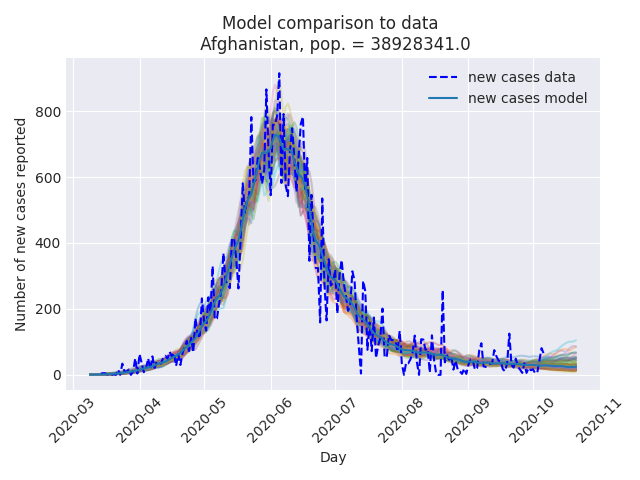 Model comparison to data
Afghanistan, pop. = 38928341.0
new cases data
new cases model
Number of new cases reported
800
600
400
200
0
2020-03
2020-04
2020-05
2020-06
2020-07
2020-08
2020-09
2020-10
2020-11
Day